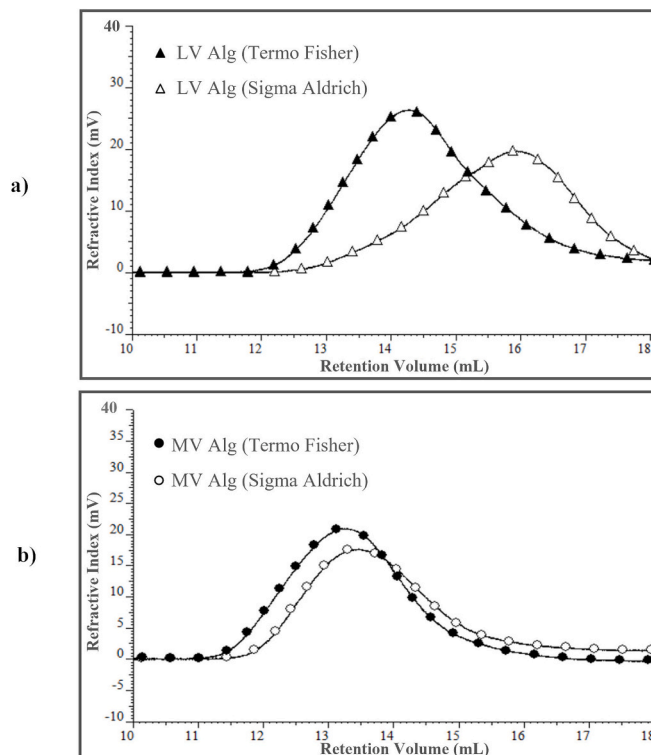 a)
40
30
20
10
0
-10
Refractive Index (mV)
LV Alg (Termo Fisher)
LV Alg (Sigma Aldrich)
10 11 12 13 14 15 16 17 18
Retention Volume (mL)
b)
40
35
30
25
20
15
10
5
0
5
-10
Refractive Index (mV)
MV Alg (Termo Fisher)
MV Alg (Sigma Aldrich)
10 11 12 13 14 15 16 17 18
Retention Volume (mL)